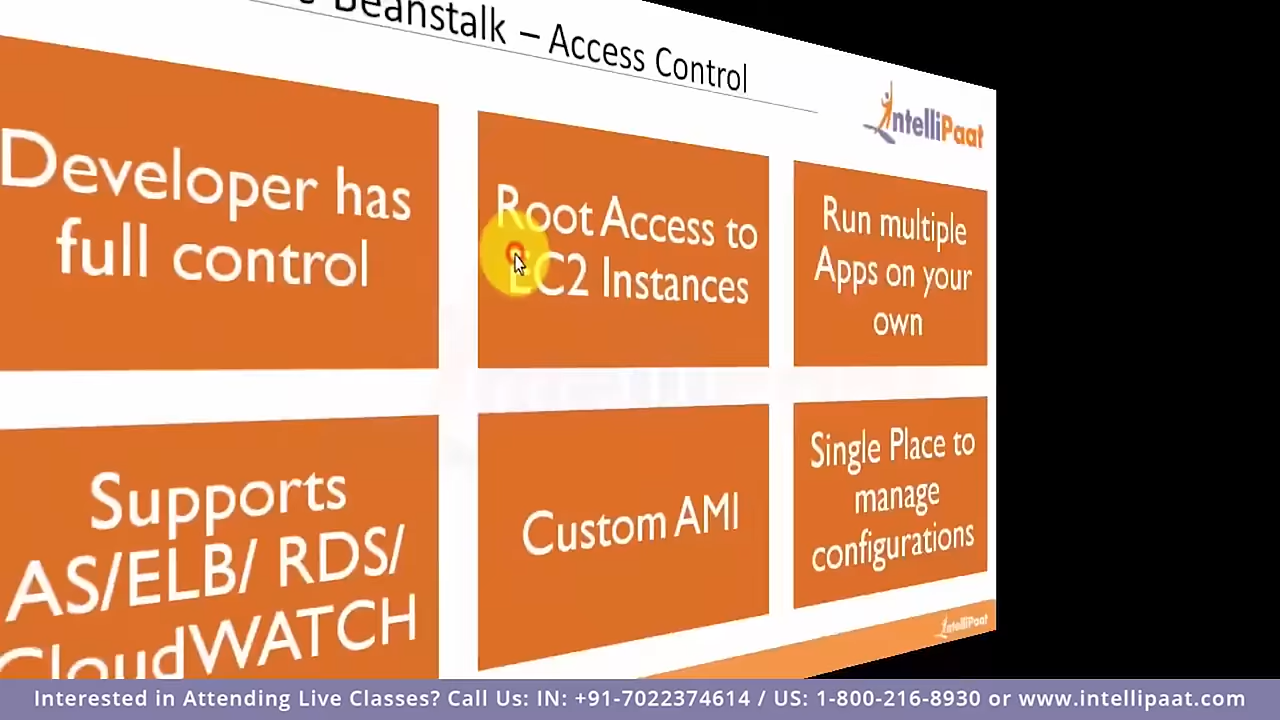 Beanstalk – Access Control
IntelliPaat
Developer has
full control
Root Access to
EC2 Instances
Run multiple
Apps on your
own
Supports
AS/ELB/ RDS/
CloudWATCH
Custom AMI
Single Place to
manage
configurations
IntelliPaat
Interested in Attending Live Classes? Call Us: IN: +91-7022374614 / US: 1-800-216-8930 or www.intellipaat.com